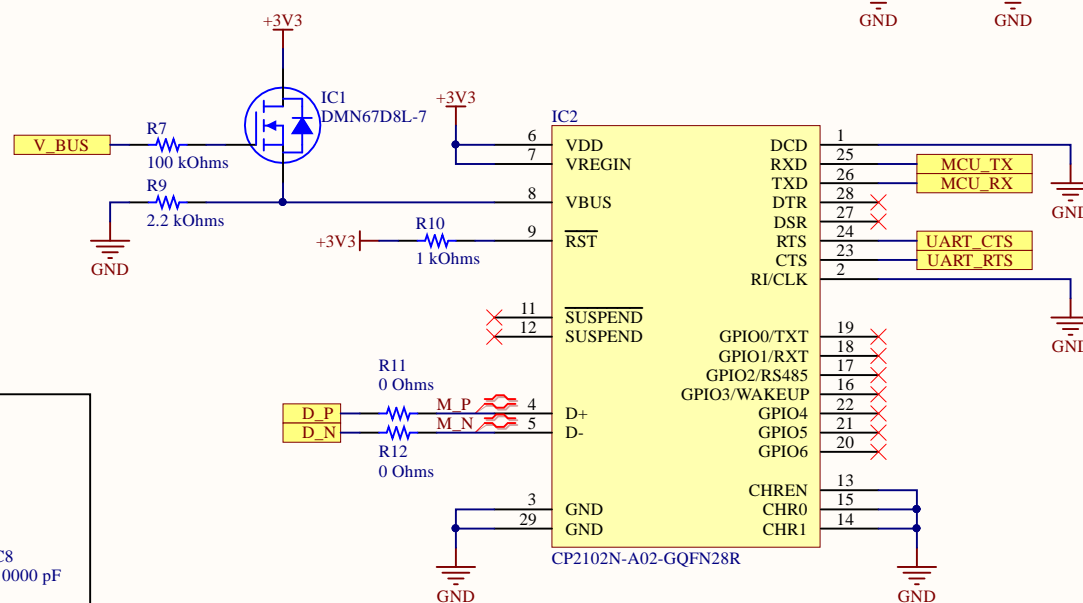 GND
GND
+3V3
IC1
DMN67D8L-7
V_BUS
R7
100 kOhms
R9
2.2 kOhms
GND
+3V3
IC2
6
VDD
7
VREGIN
8
VBUS
+3V3
R10
1 kOhms
9
RST
11
SUSPEND
12
SUSPEND
R11
0 Ohms
D_P
M_P
4
D+
D_N
M_N
5
D-
R12
0 Ohms
3
GND
29
GND
GND
DCD
1
RXD
25
MCU_TX
TXD
26
MCU_RX
DTR
28
DSR
27
RTS
24
UART_CTS
CTS
23
UART_RTS
RI/CLK
2
GND
GND
GPIO0/TXT
19
GPIO1/RXT
18
GPIO2/RS485
17
GPIO3/WAKEUP
16
GPIO4
22
GPIO5
21
GPIO6
20
CHREN
13
CHR0
15
CHR1
14
GND
CP2102N-A02-GQFN28R
C8
0000 pF